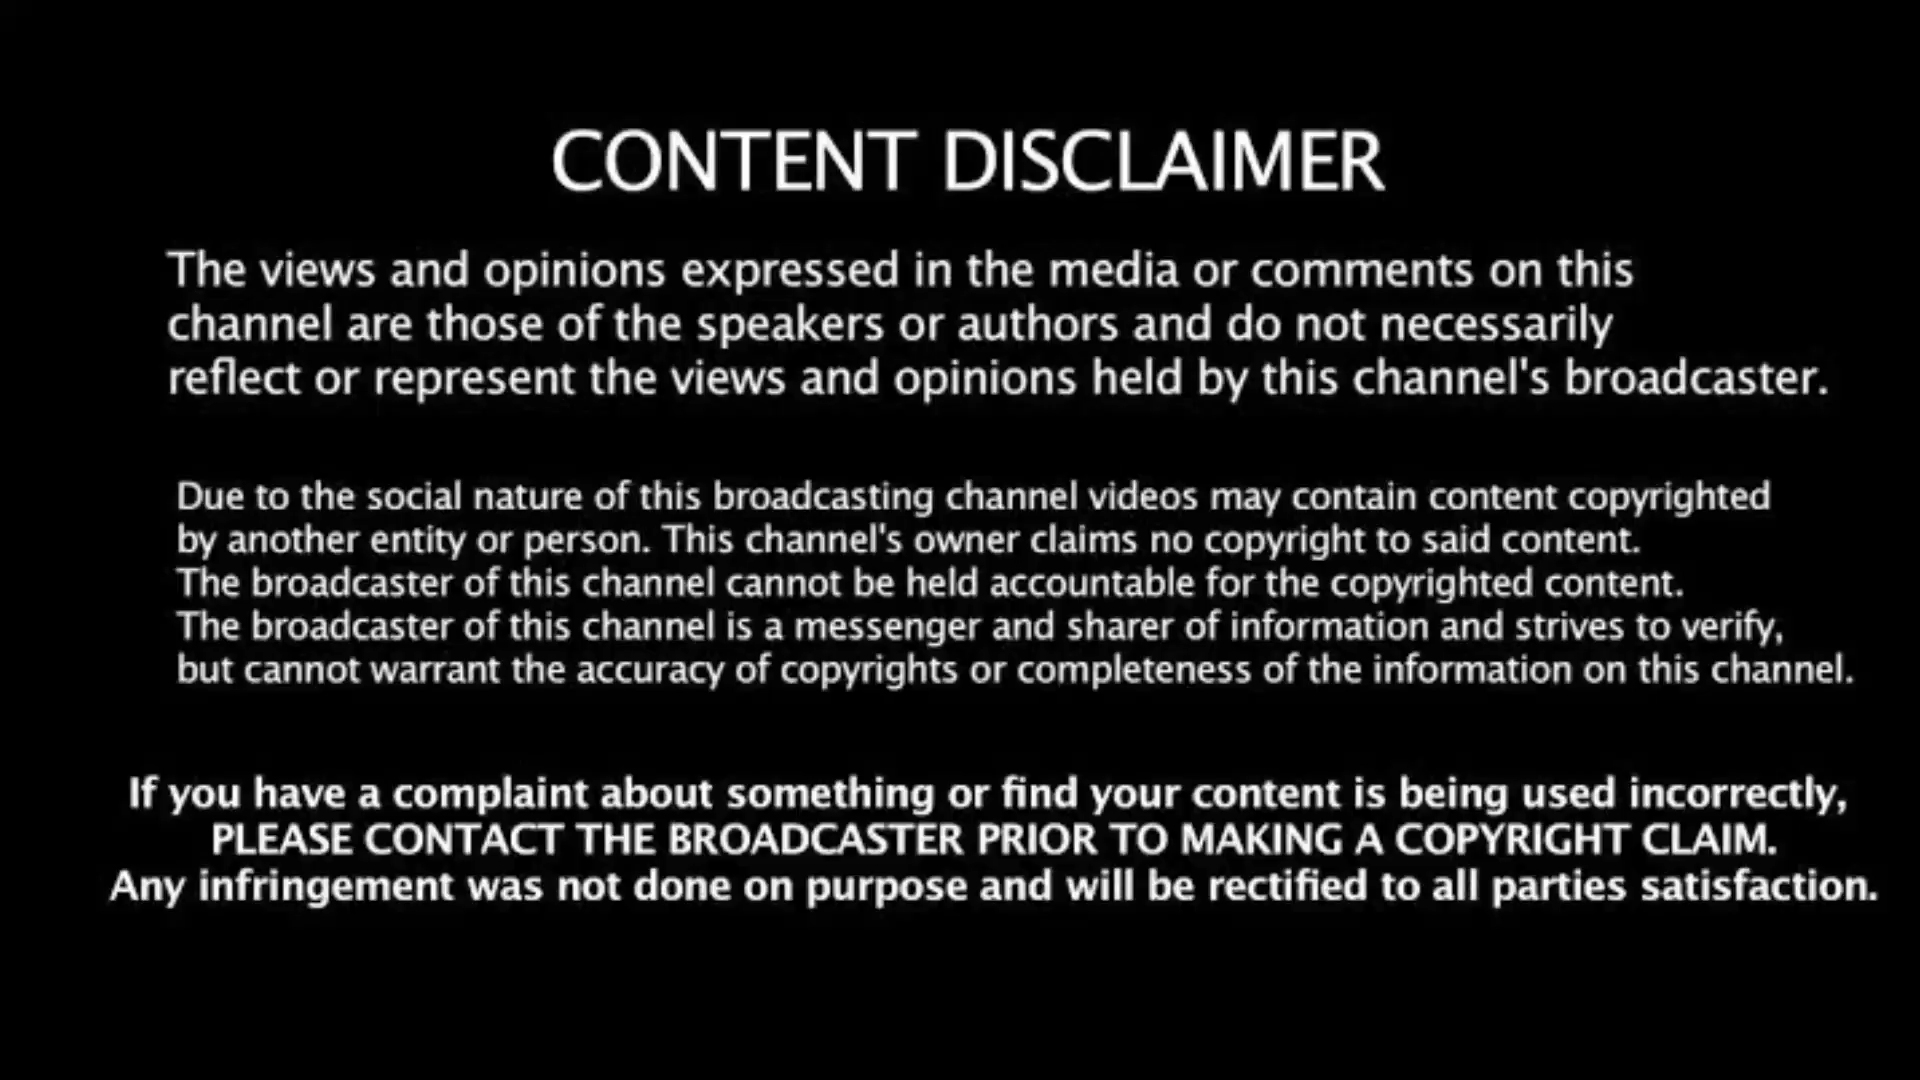 CONTENT DISCLAIMER
The views and opinions expressed in the media or comments on this
channel are those of the speakers or authors and do not necessarily
reflect or represent the views and opinions held by this channel's broadcaster.
Due to the social nature of this broadcasting channel videos may contain content copyrighted
by another entity or person. This channel's owner claims no copyright to said content.
The broadcaster of this channel cannot be held accountable for the copyrighted content.
The broadcaster of this channel is a messenger and sharer of information and strives to verify,
but cannot warrant the accuracy of copyrights or completeness of the information on this channel.
If you have a complaint about something or find your content is being used incorrectly,
PLEASE CONTACT THE BROADCASTER PRIOR TO MAKING A COPYRIGHT CLAIM.
Any infringement was not done on purpose and will be rectified to all parties satisfaction.